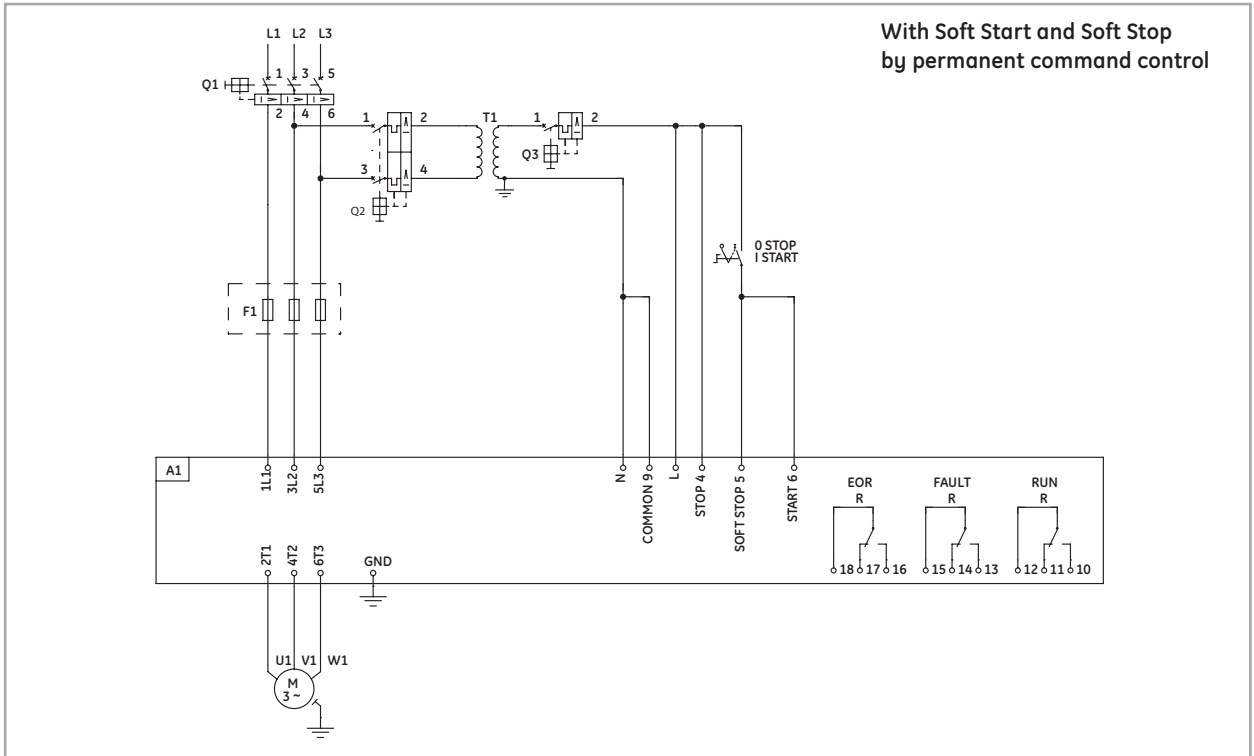 With Soft Start and Soft Stop
by permanent command control
L1 L2 L3
Q1
1 3 5
2 4 6
1 2
T1
1 2
Q3
3 4
Q2
0 STOP
I START
F1
A1
1L1
3L2
5L3
N
COMMON 9
L
STOP 4
SOFT STOP 5
START 6
EOR
R
FAULT
R
RUN
R
2T1
4T2
6T3
GND
18 17 16
15 14 13
12 11 10
U1 V1 W1
M
3 ~